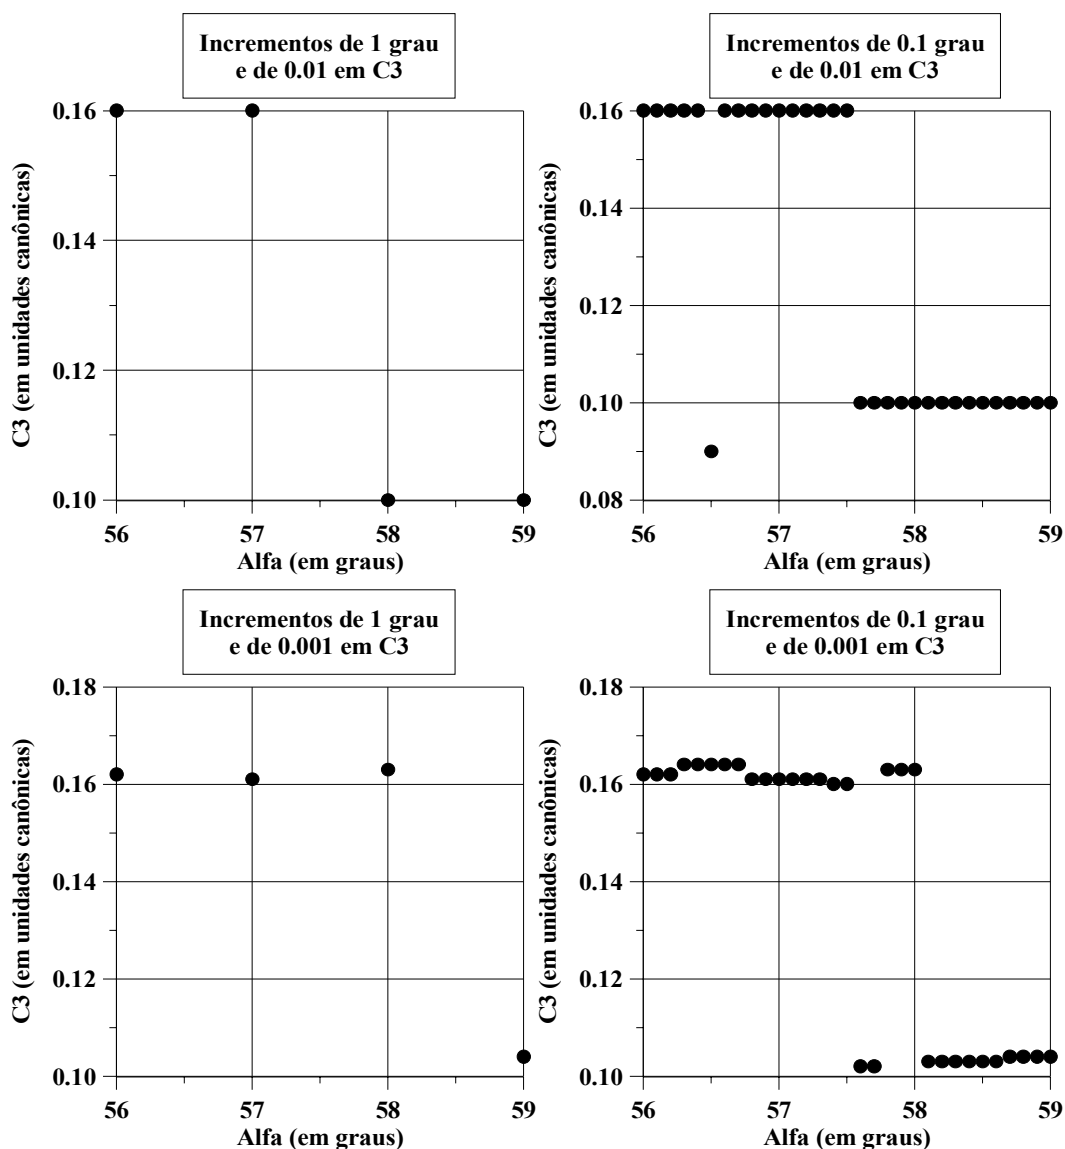 Incrementos de 1 grau
e de 0.01 em C3
0.16
0.14
0.12
0.10
C3 (em unidades canônicas)
56 57 58 59
Alfa (em graus)
Incrementos de 0.1 grau
e de 0.01 em C3
0.16
0.14
0.12
0.10
0.08
C3 (em unidades canônicas)
56 57 58 59
Alfa (em graus)
Incrementos de 1 grau
e de 0.001 em C3
0.18
0.16
0.14
0.12
0.10
C3 (em unidades canônicas)
56 57 58 59
Alfa (em graus)
Incrementos de 0.1 grau
e de 0.001 em C3
0.18
0.16
0.14
0.12
0.10
C3 (em unidades canônicas)
56 57 58 59
Alfa (em graus)